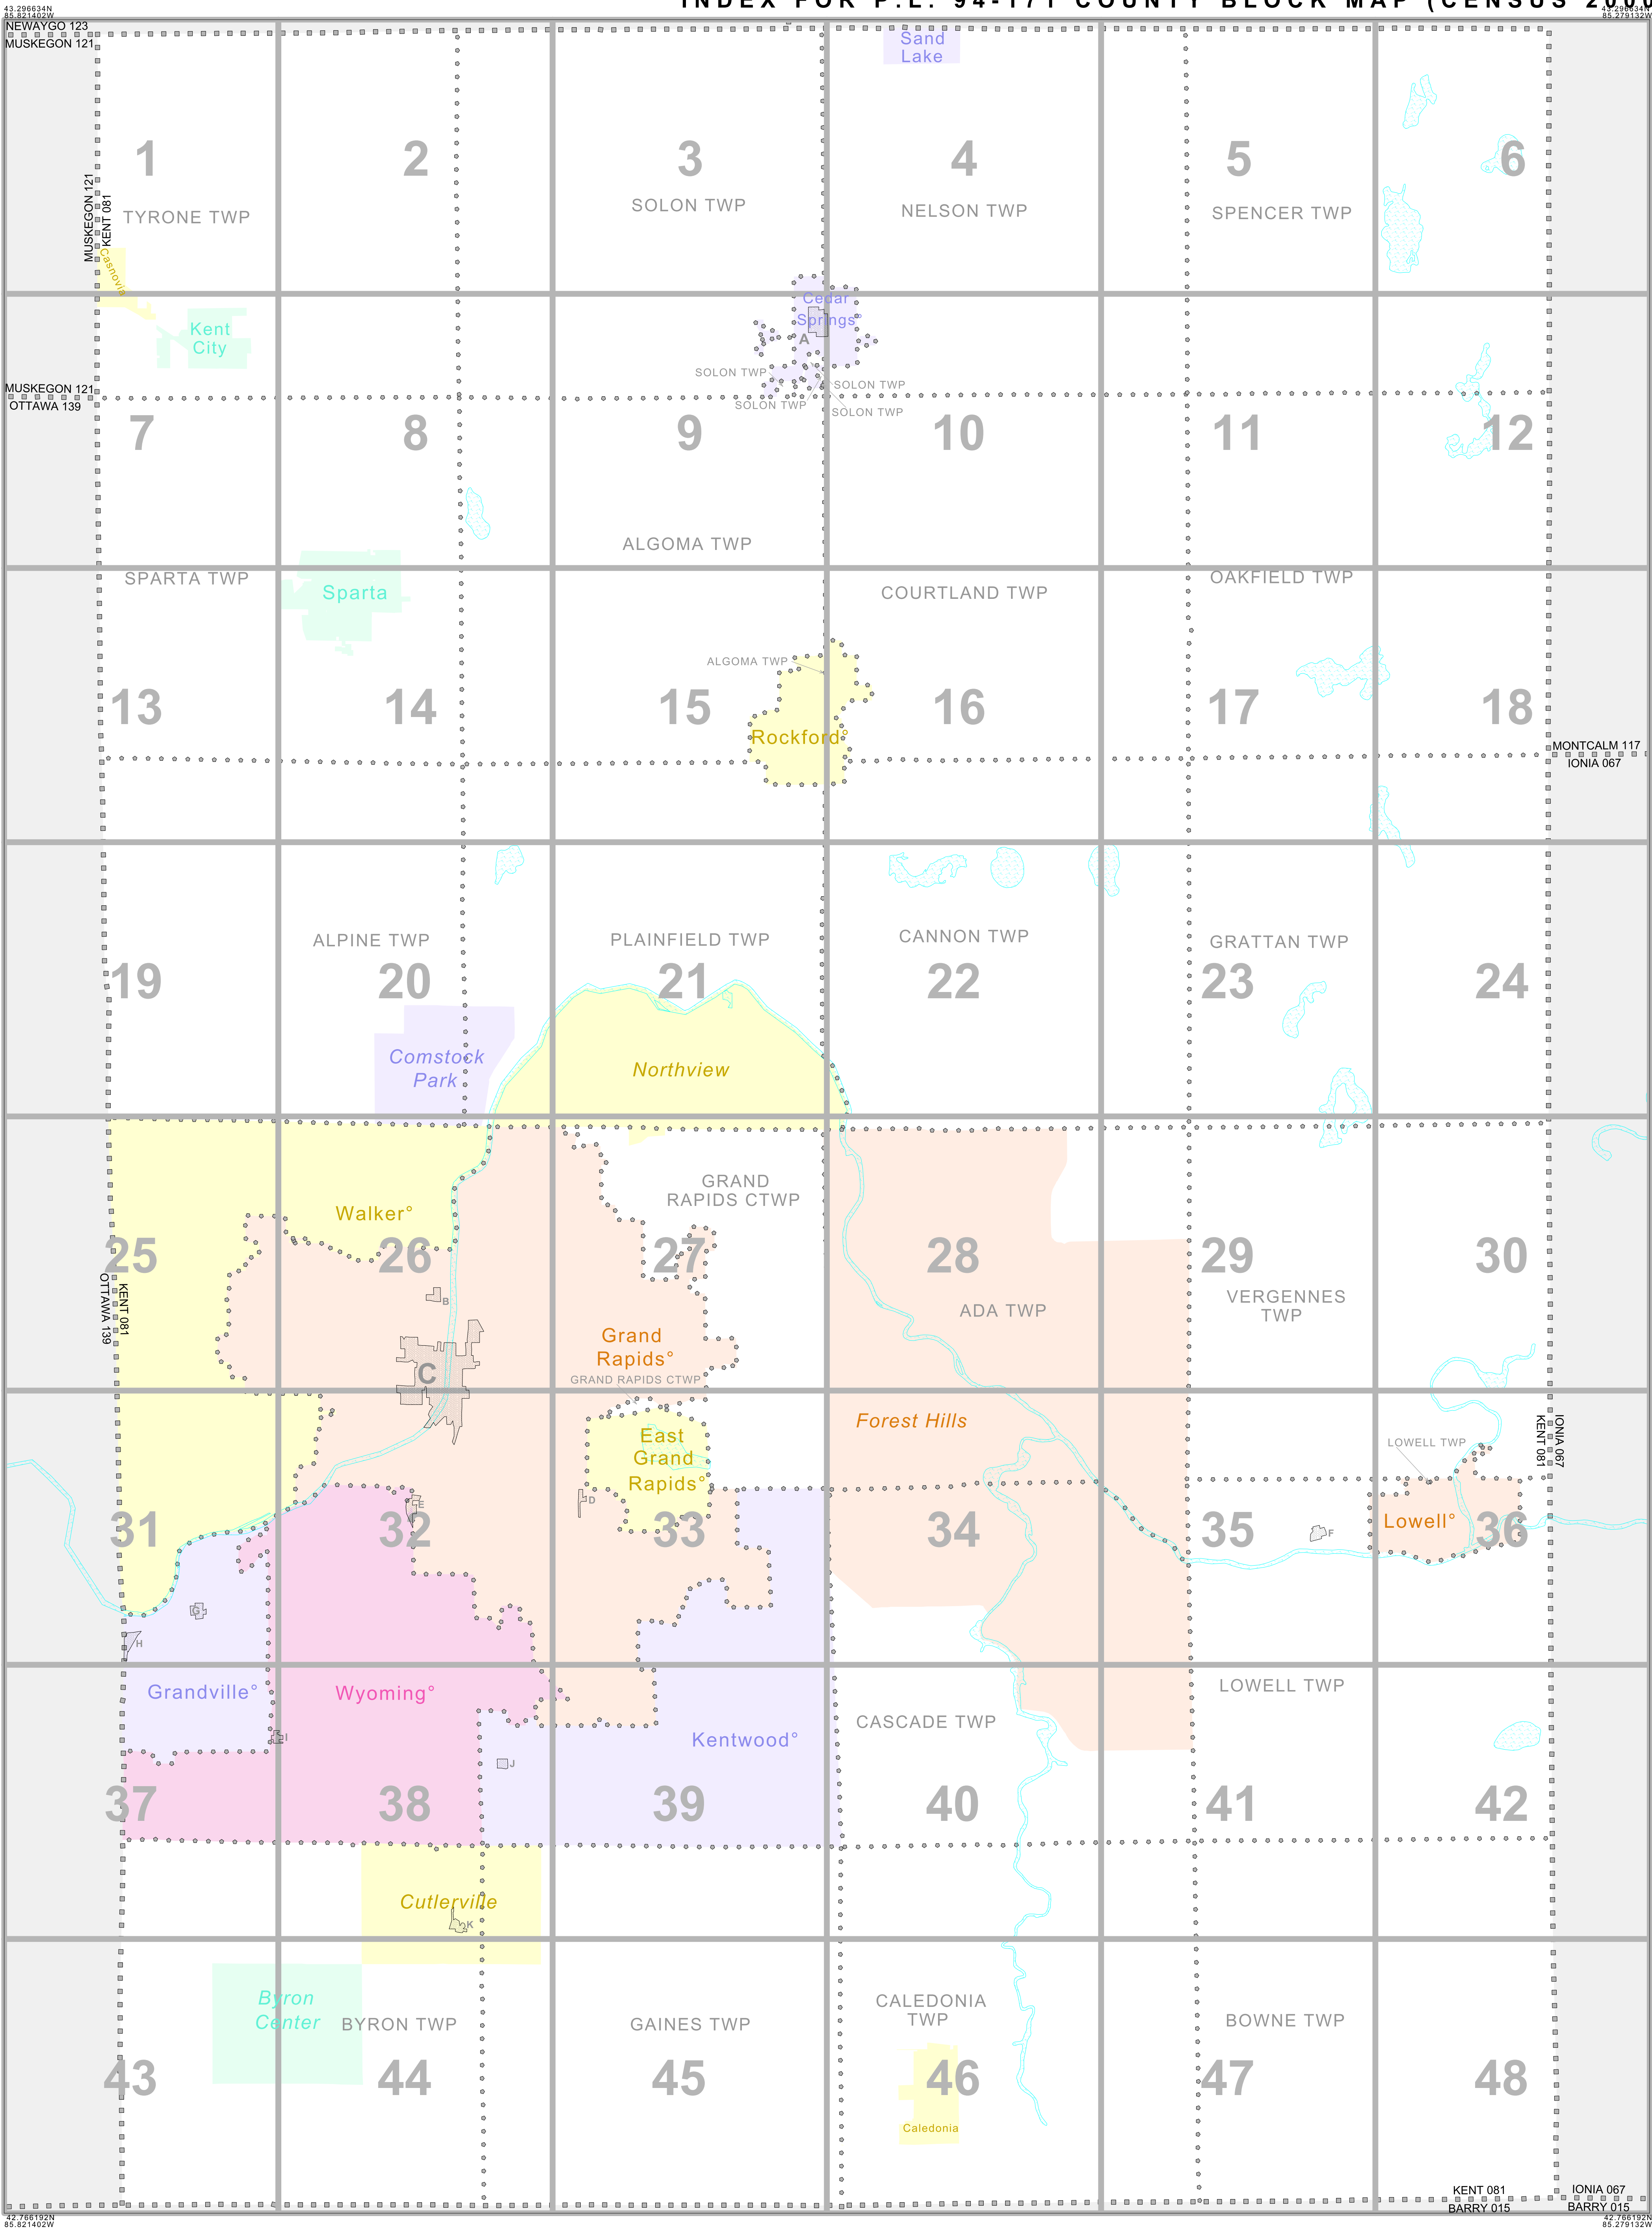 INDEX FOR P.L. 94-171 COUNTY BLOCK MAP (CENSUS 2000
43.296634N
85.821402W
43.296634N
85.279132W
NEWAYGO 123
MUSKEGON 121
Sand
Lake
1
2
3
4
5
6
MUSKEGON 121
KENT 081
TYRONE TWP
SOLON TWP
NELSON TWP
SPENCER TWP
Casnovia
Kent
City
Cedar
Springs°
A
SOLON TWP
SOLON TWP
SOLON TWP
SOLON TWP
MUSKEGON 121
OTTAWA 139
7
8
9
10
11
12
ALGOMA TWP
SPARTA TWP
Sparta
COURTLAND TWP
OAKFIELD TWP
ALGOMA TWP
13
14
15
16
17
18
Rockford°
MONTCALM 117
IONIA 067
ALPINE TWP
PLAINFIELD TWP
CANNON TWP
GRATTAN TWP
19
20
21
22
23
24
Comstock
Park
Northview
GRAND
RAPIDS CTWP
Walker°
25
26
27
28
29
30
OTTAWA 139
KENT 081
B
ADA TWP
VERGENNES
TWP
Grand
Rapids°
C
GRAND RAPIDS CTWP
Forest Hills
East
Grand
Rapids°
LOWELL TWP
KENT 081
IONIA 067
D
E
F
Lowell°
31
32
33
34
35
36
G
H
Grandville°
Wyoming°
Kentwood°
CASCADE TWP
LOWELL TWP
I
J
37
38
39
40
41
42
Cutlerville
K
Byron
Center
BYRON TWP
GAINES TWP
CALEDONIA
TWP
BOWNE TWP
43
44
45
46
47
48
Caledonia
KENT 081
BARRY 015
IONIA 067
BARRY 015
42.766192N
85.821402W
42.766192N
85.279132W